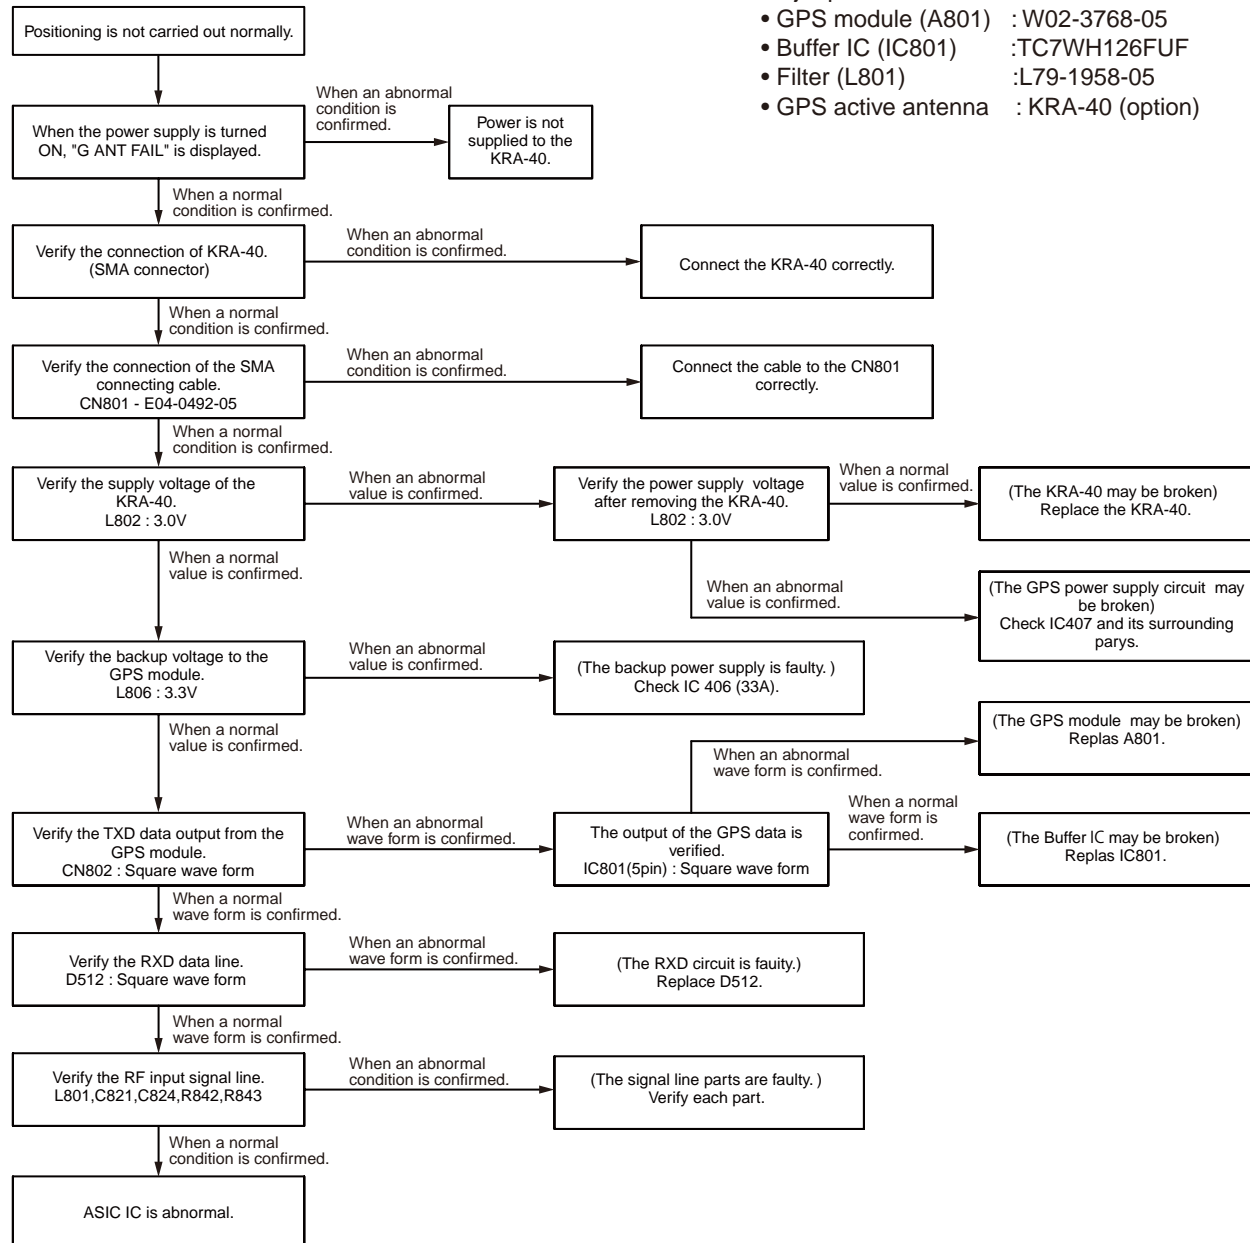 • GPS module (A801) : W02-3768-05
• Buffer IC (IC801) :TC7WH126FUF
• Filter (L801) :L79-1958-05
• GPS active antenna : KRA-40 (option)
Positioning is not carried out normally.
When the power supply is turned
ON, "G ANT FAIL" is displayed.
When an abnormal
condition is
confirmed.
Power is not
supplied to the
KRA-40.
When a normal
condition is confirmed.
Verify the connection of KRA-40.
(SMA connector)
When an abnormal
condition is confirmed.
Connect the KRA-40 correctly.
When a normal
condition is confirmed.
Verify the connection of the SMA
connecting cable.
CN801 - E04-0492-05
When an abnormal
condition is confirmed.
Connect the cable to the CN801
correctly.
When a normal
condition is confirmed.
Verify the supply voltage of the
KRA-40.
L802 : 3.0V
When an abnormal
value is confirmed.
Verify the power supply voltage
after removing the KRA-40.
L802 : 3.0V
When a normal
value is confirmed.
(The KRA-40 may be broken)
Replace the KRA-40.
When an abnormal
value is confirmed.
(The GPS power supply circuit may
be broken)
Check IC407 and its surrounding
parys.
When a normal
value is confirmed.
Verify the backup voltage to the
GPS module.
L806 : 3.3V
When an abnormal
value is confirmed.
(The backup power supply is faulty. )
Check IC 406 (33A).
When a normal
value is confirmed.
Verify the TXD data output from the
GPS module.
CN802 : Square wave form
When an abnormal
wave form is confirmed.
The output of the GPS data is
verified.
IC801(5pin) : Square wave form
When an abnormal
wave form is confirmed.
(The GPS module may be broken)
Replas A801.
When a normal
wave form is
confirmed.
(The Buffer IC may be broken)
Replas IC801.
When a normal
wave form is confirmed.
Verify the RXD data line.
D512 : Square wave form
When an abnormal
wave form is confirmed.
(The RXD circuit is fauity.)
Replace D512.
When a normal
wave form is confirmed.
Verify the RF input signal line.
L801,C821,C824,R842,R843
When an abnormal
condition is confirmed.
(The signal line parts are faulty. )
Verify each part.
When a normal
condition is confirmed.
ASIC IC is abnormal.